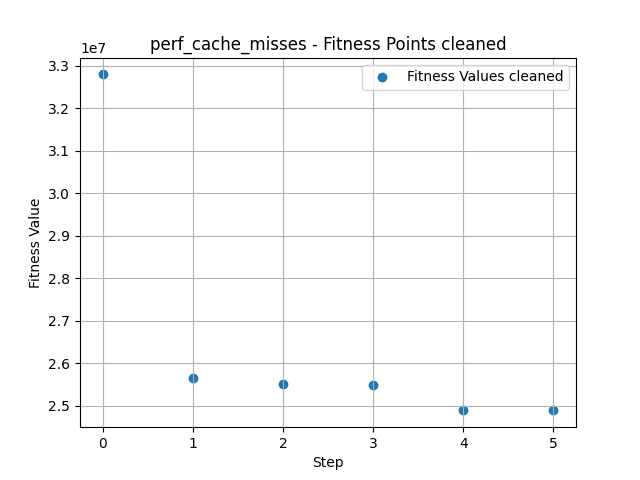 perf_cache_misses - Fitness Points cleaned
1e7
3.3
3.2
3.1
3.0
2.9
2.8
2.7
2.6
2.5
Fitness Value
Fitness Values cleaned
0 1 2 3 4 5
Step